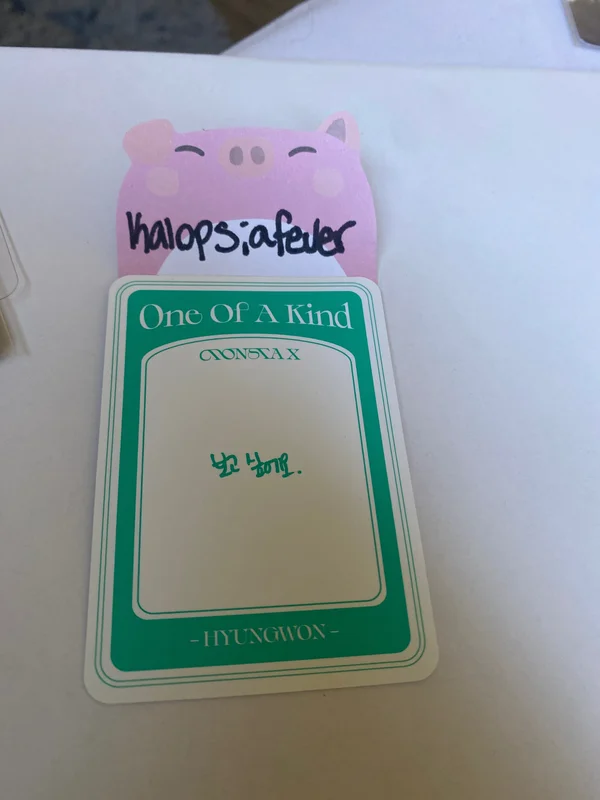 Kalopsiafever
One Of A Kind
MONSTA X
보고 싶어요.
- HYUNGWON -